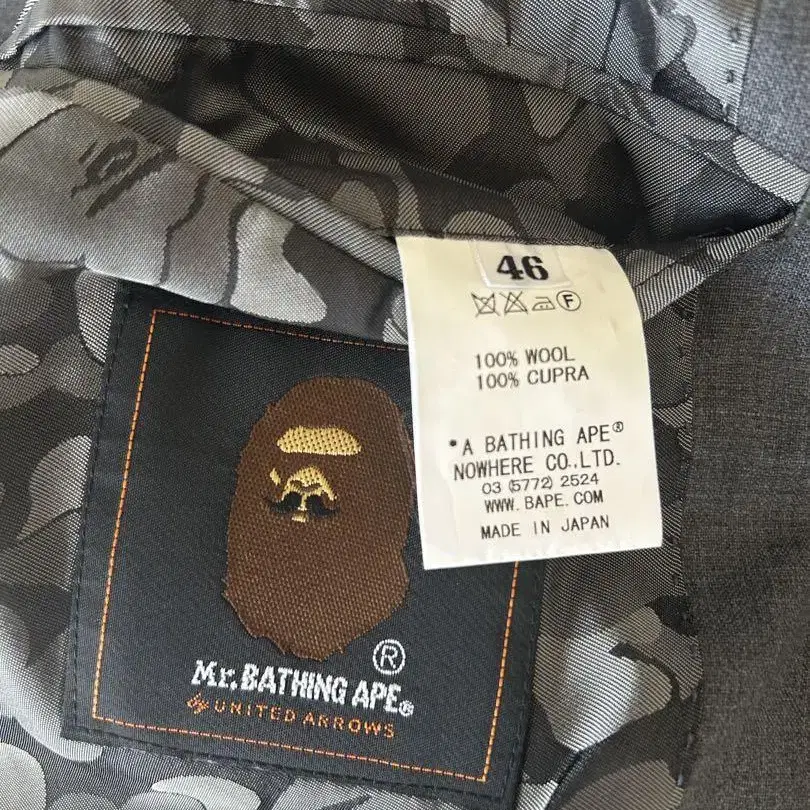 46
F
100% WOOL
100% CUPRA
*A BATHING APE®
NOWHERE CO.,LTD.
03 (5772) 2524
WWW.BAPE.COM
MADE IN JAPAN
®
Mr.BATHING APE®
UNITED ARROWS